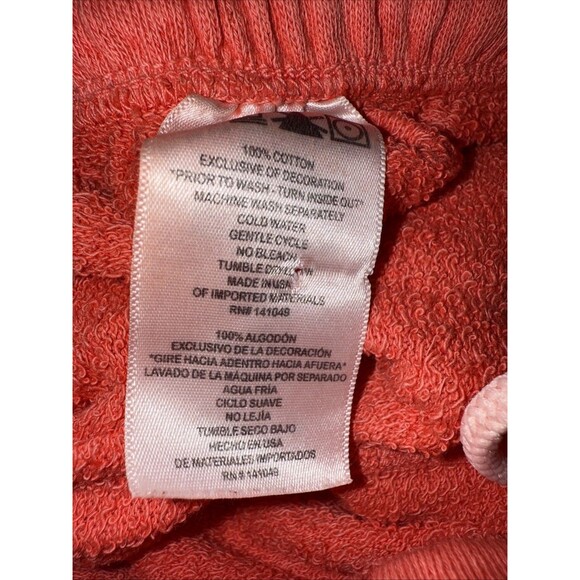 100% COTTON
EXCLUSIVE OF DECORATION
"PRIOR TO WASH - TURN INSIDE OUT"
MACHINE WASH SEPARATELY
COLD WATER
GENTLE CYCLE
NO BLEACH
TUMBLE DRY LOW
MADE IN USA
OF IMPORTED MATERIALS
RN# 141049
100% ALGODÓN
EXCLUSIVO DE LA DECORACIÓN
"GIRE HACIA ADENTRO HACIA AFUERA"
LAVADO DE LA MÁQUINA POR SEPARADO
AGUA FRÍA
CICLO SUAVE
NO LEJÍA
TUMBLE SECO BAJO
HECHO EN USA
DE MATERIALES IMPORTADOS
RN# 141049